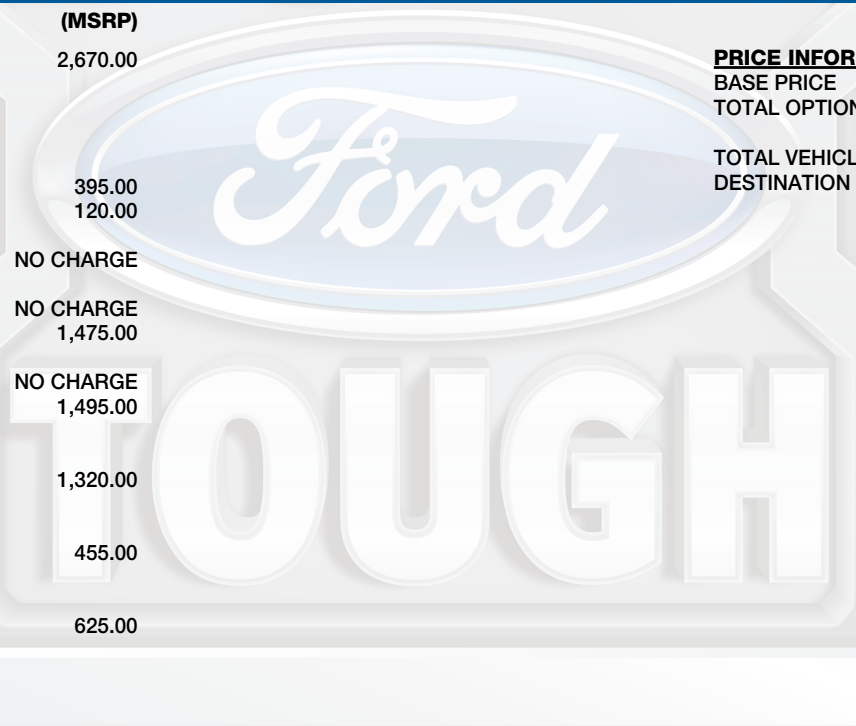 (MSRP)
2,670.00
395.00
120.00
NO CHARGE
NO CHARGE
1,475.00
NO CHARGE
1,495.00
1,320.00
455.00
625.00
PRICE INFOR
BASE PRICE
TOTAL OPTION
TOTAL VEHICL
DESTINATION
Ford
TOUGH